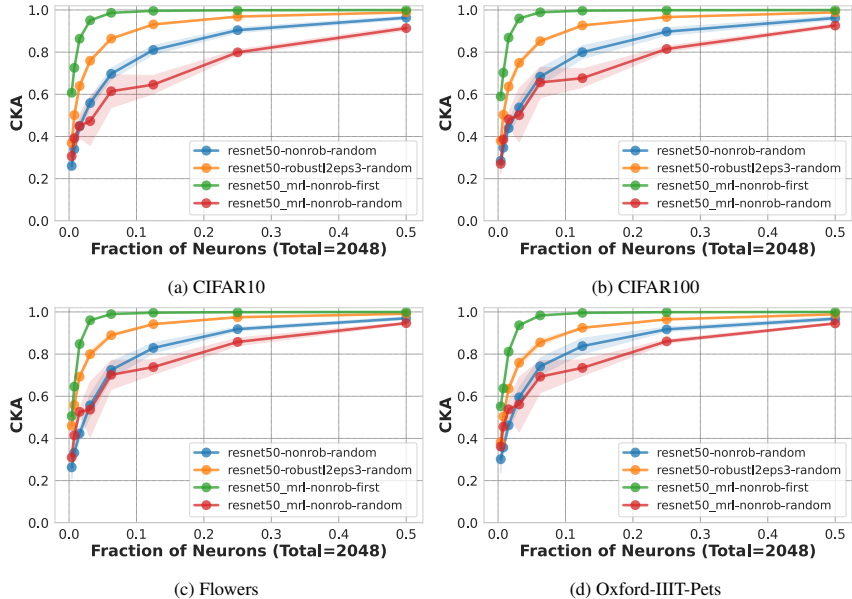 1.0
0.8
0.6
0.4
0.2
0.0
CKA
resnet50-nonrob-random
resnet50-robustl2eps3-random
resnet50_mrl-nonrob-first
resnet50_mrl-nonrob-random
0.0 0.1 0.2 0.3 0.4 0.5
Fraction of Neurons (Total=2048)
(a) CIFAR10
1.0
0.8
0.6
0.4
0.2
0.0
CKA
resnet50-nonrob-random
resnet50-robustl2eps3-random
resnet50_mrl-nonrob-first
resnet50_mrl-nonrob-random
0.0 0.1 0.2 0.3 0.4 0.5
Fraction of Neurons (Total=2048)
(b) CIFAR100
1.0
0.8
0.6
0.4
0.2
0.0
CKA
resnet50-nonrob-random
resnet50-robustl2eps3-random
resnet50_mrl-nonrob-first
resnet50_mrl-nonrob-random
0.0 0.1 0.2 0.3 0.4 0.5
Fraction of Neurons (Total=2048)
(c) Flowers
1.0
0.8
0.6
0.4
0.2
0.0
CKA
resnet50-nonrob-random
resnet50-robustl2eps3-random
resnet50_mrl-nonrob-first
resnet50_mrl-nonrob-random
0.0 0.1 0.2 0.3 0.4 0.5
Fraction of Neurons (Total=2048)
(d) Oxford-IIIT-Pets